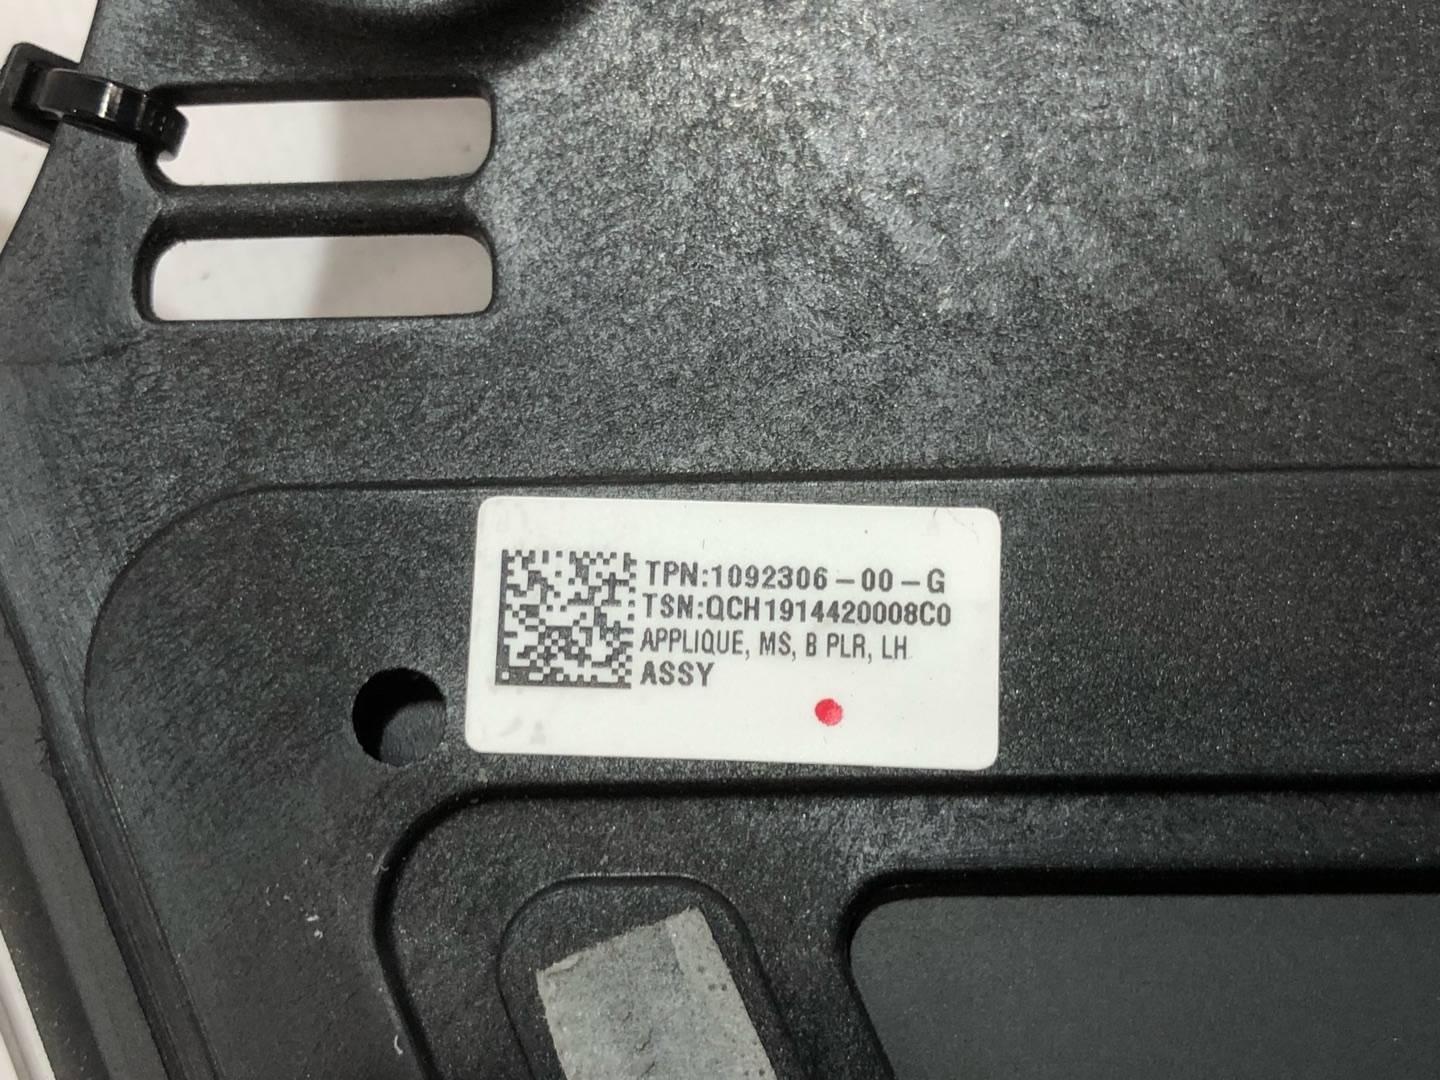 TPN:1092306-00-G
TSN:QCH1914420008C0
APPLIQUE, MS, B PLR, LH
ASSY